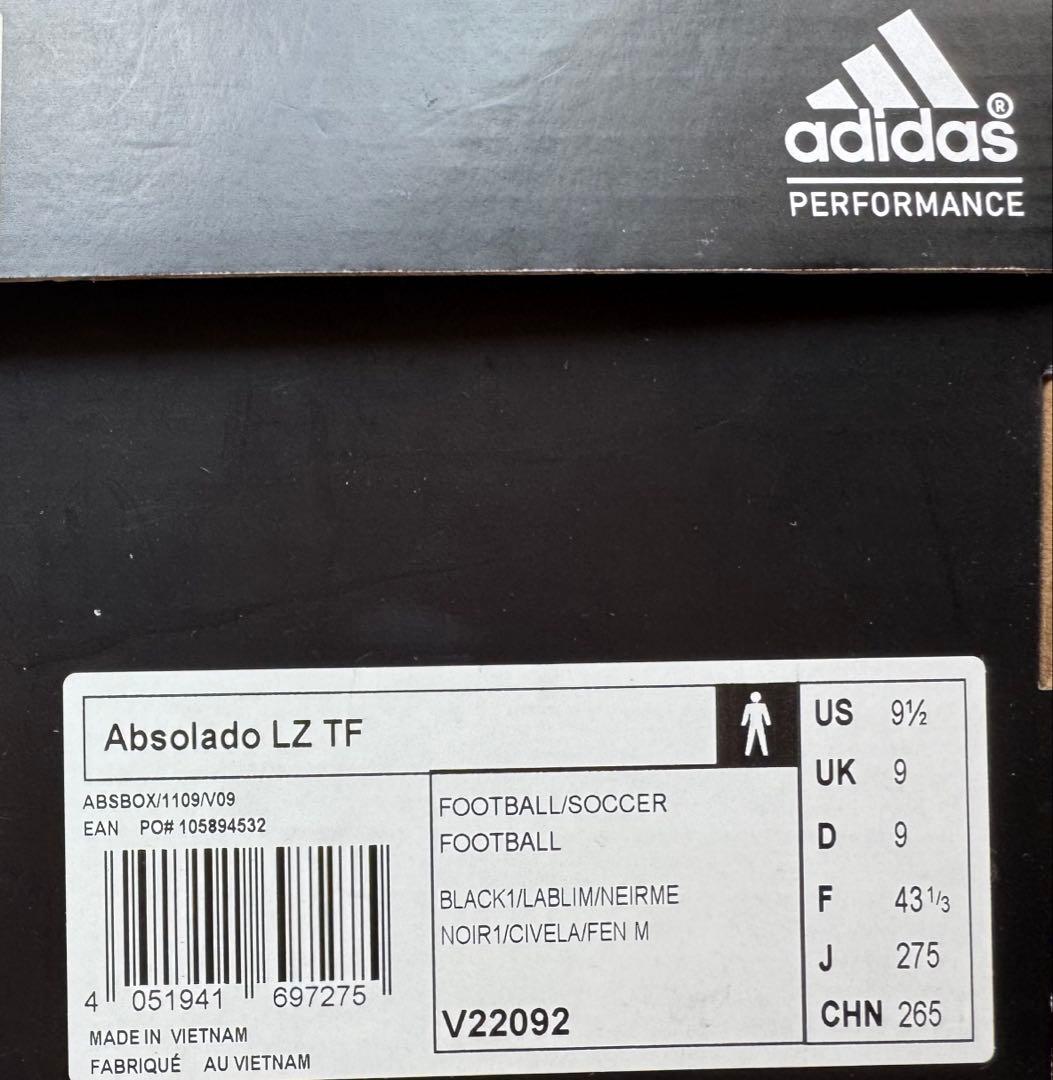 adidas®
PERFORMANCE
Absolado LZ TF
ABSBOX/1109/V09
EAN PO# 105894532
4 051941 697275
MADE IN VIETNAM
FABRIQUÉ AU VIETNAM
FOOTBALL/SOCCER
FOOTBALL
BLACK1/LABLIM/NEIRME
NOIR1/CIVELA/FEN M
V22092
US 9½
UK 9
D 9
F 43 1/3
J 275
CHN 265